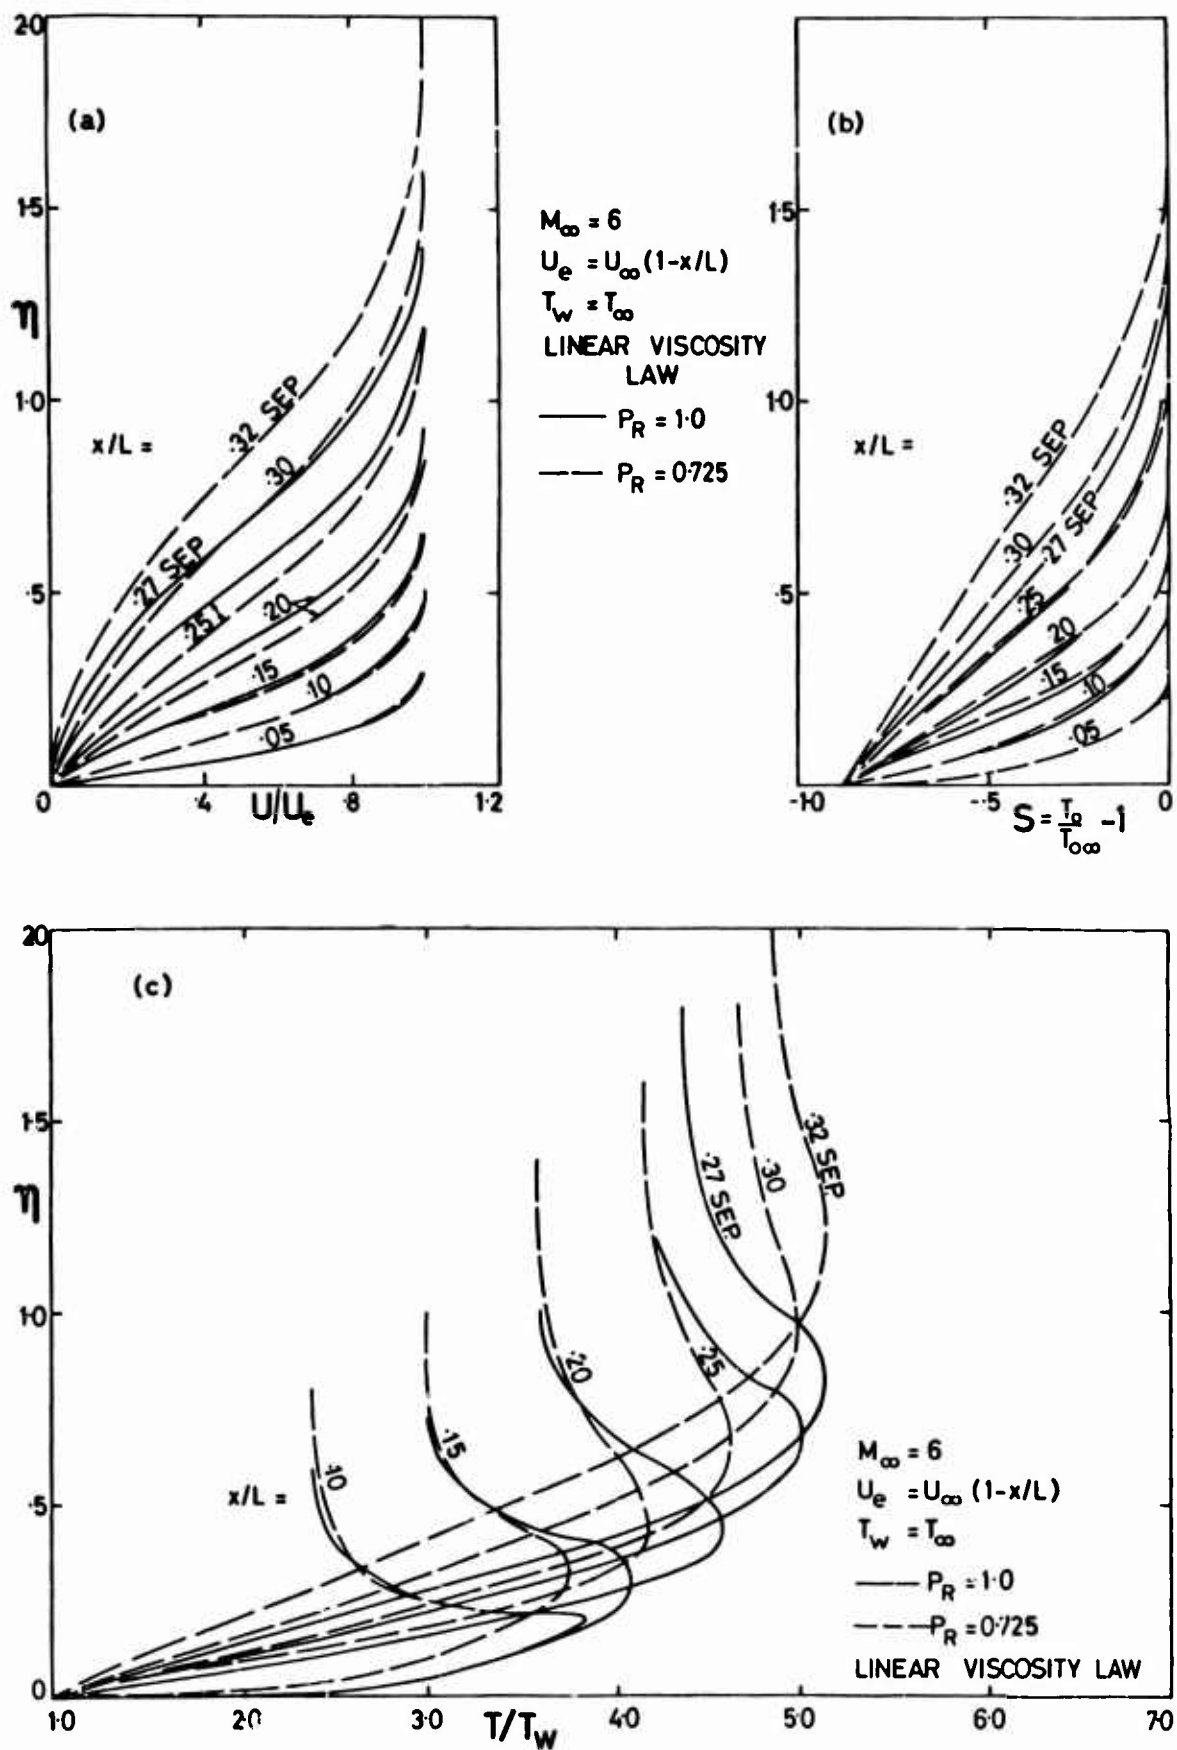 (a)
20
1·5
η
1·0
·5
0
·4
·8
1·2
U/Ue
x/L =
·32 SEP
·30
·27 SEP
·25
·20
·15
·10
·05
M∞ = 6
Ue = U∞ (1-x/L)
Tw = T∞
LINEAR VISCOSITY
LAW
PR = 1·0
PR = 0·725
(b)
1·5
1·0
·5
x/L =
·32 SEP
·30
·27 SEP
·25
·20
·15
·10
·05
-1·0
-·5
0
S = To/To∞ -1
(c)
20
1·5
η
1·0
·5
0
1·0
2·0
3·0
4·0
5·0
6·0
7·0
T/Tw
x/L =
·10
·15
·20
·25
·27 SEP.
·30
·32 SEP.
M∞ = 6
Ue = U∞ (1-x/L)
Tw = T∞
PR = 1·0
PR = 0·725
LINEAR VISCOSITY LAW